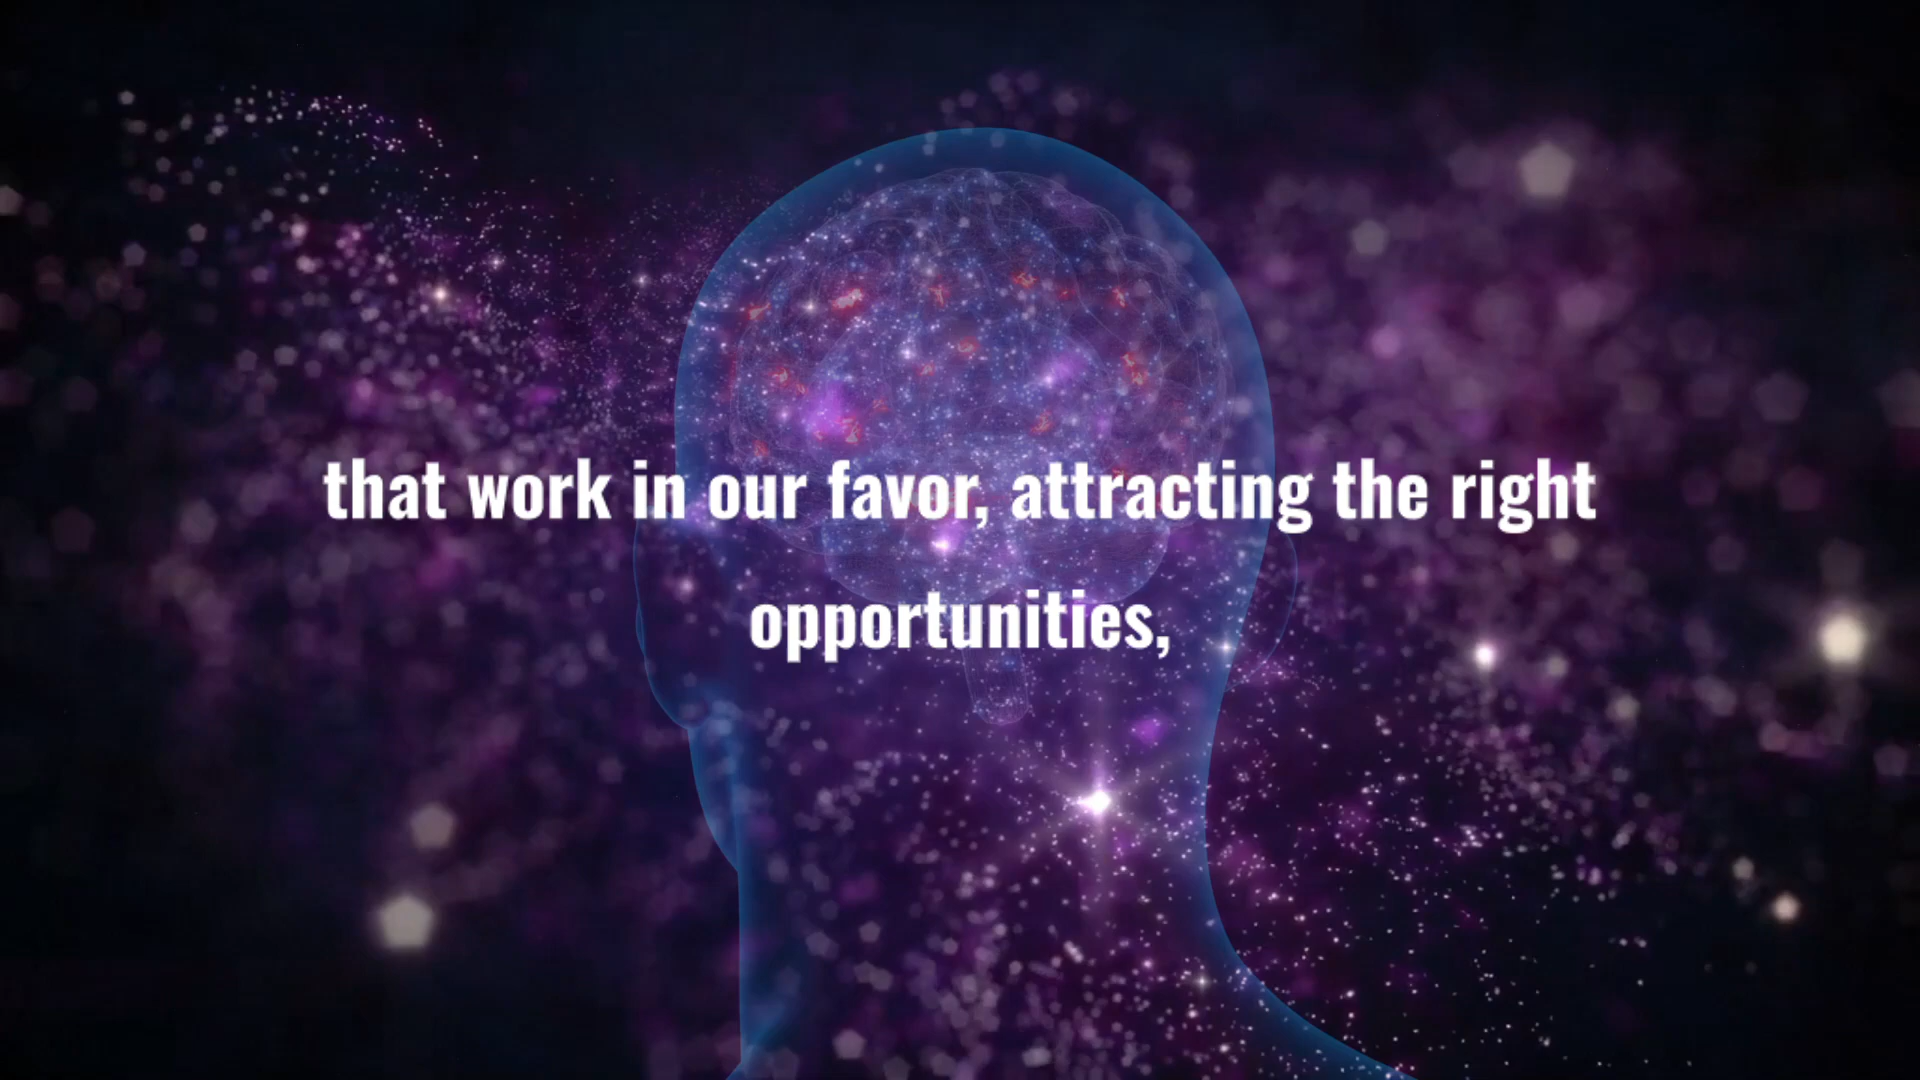 that work in our favor, attracting the right
opportunities,